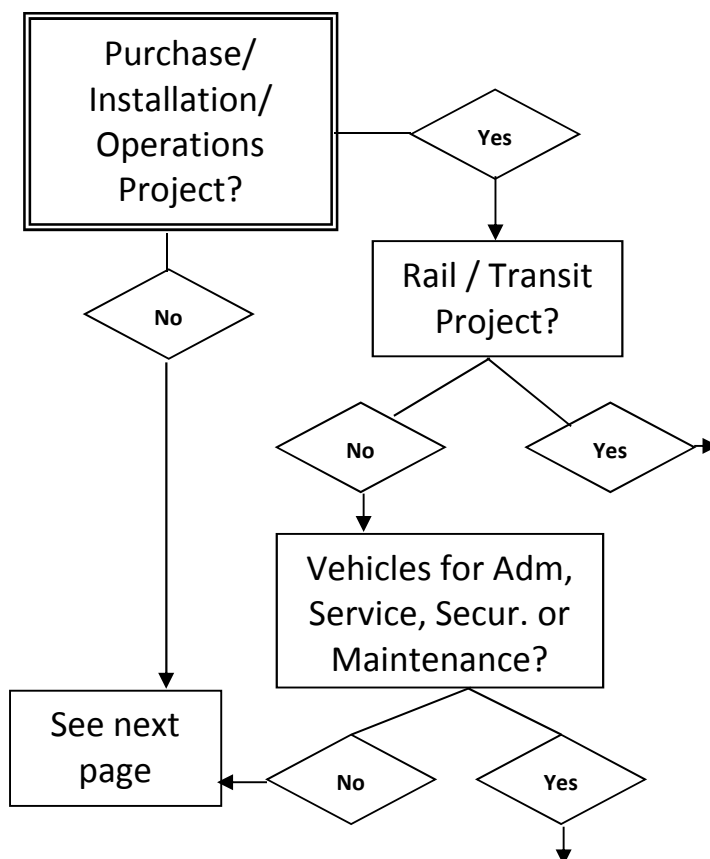 Purchase/
Installation/
Operations
Project?
Yes
Rail / Transit
Project?
No
No
Yes
Vehicles for Adm,
Service, Secur. or
Maintenance?
See next
page
No
Yes